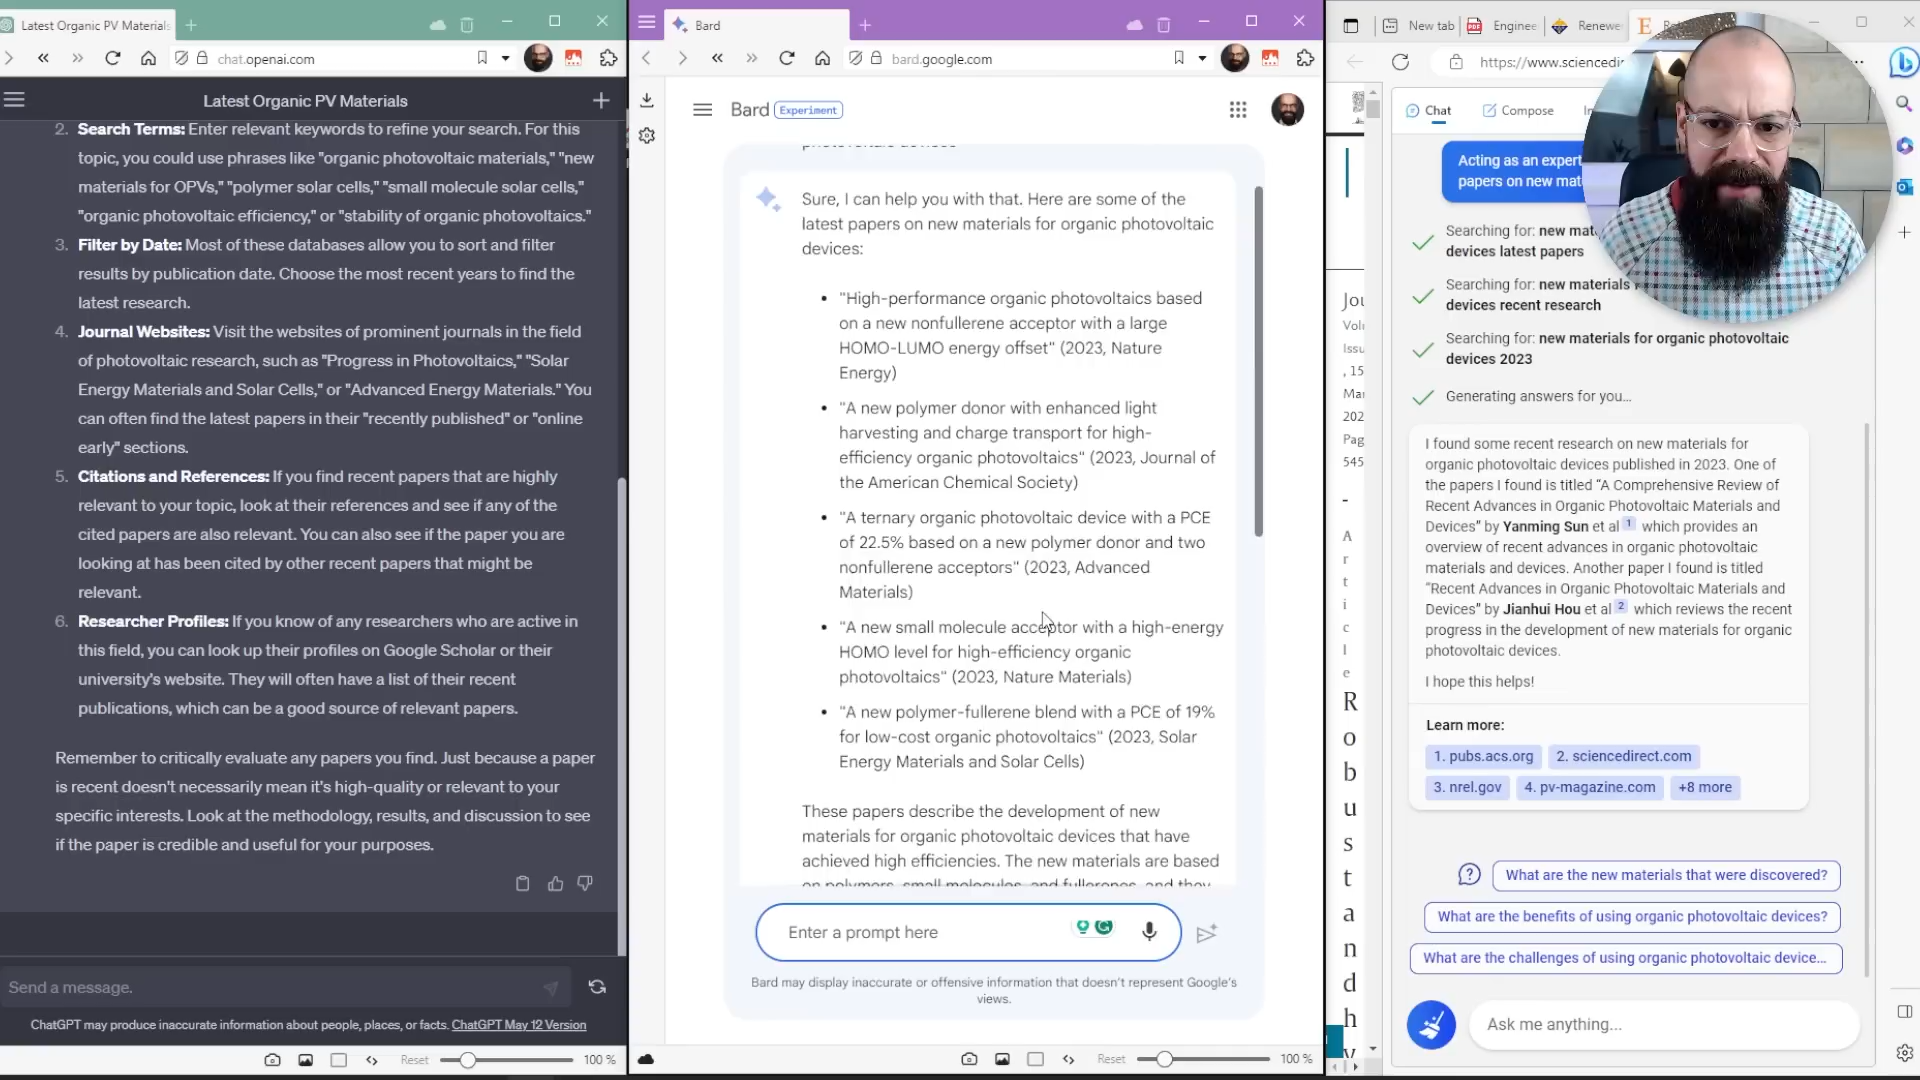 Latest Organic PV Materials
chat.openai.com
Latest Organic PV Materials
2. Search Terms: Enter relevant keywords to refine your search. For this
topic, you could use phrases like "organic photovoltaic materials," "new
materials for OPVs," "polymer solar cells," "small molecule solar cells,"
"organic photovoltaic efficiency," or "stability of organic photovoltaics."
3. Filter by Date: Most of these databases allow you to sort and filter
results by publication date. Choose the most recent years to find the
latest research.
4. Journal Websites: Visit the websites of prominent journals in the field
of photovoltaic research, such as "Progress in Photovoltaics," "Solar
Energy Materials and Solar Cells," or "Advanced Energy Materials." You
can often find the latest papers in their "recently published" or "online
early" sections.
5. Citations and References: If you find recent papers that are highly
relevant to your topic, look at their references and see if any of the
cited papers are also relevant. You can also see if the paper you are
looking at has been cited by other recent papers that might be
relevant.
6. Researcher Profiles: If you know of any researchers who are active in
this field, you can look up their profiles on Google Scholar or their
university's website. They will often have a list of their recent
publications, which can be a good source of relevant papers.
Remember to critically evaluate any papers you find. Just because a paper
is recent doesn't necessarily mean it's high-quality or relevant to your
specific interests. Look at the methodology, results, and discussion to see
if the paper is credible and useful for your purposes.
Send a message.
ChatGPT may produce inaccurate information about people, places, or facts. ChatGPT May 12 Version
Reset
100 %
Bard
bard.google.com
Bard Experiment
photovoltaic devices
Sure, I can help you with that. Here are some of the
latest papers on new materials for organic photovoltaic
devices:
• "High-performance organic photovoltaics based
on a new nonfullerene acceptor with a large
HOMO-LUMO energy offset" (2023, Nature
Energy)
• "A new polymer donor with enhanced light
harvesting and charge transport for high-
efficiency organic photovoltaics" (2023, Journal of
the American Chemical Society)
• "A ternary organic photovoltaic device with a PCE
of 22.5% based on a new polymer donor and two
nonfullerene acceptors" (2023, Advanced
Materials)
• "A new small molecule acceptor with a high-energy
HOMO level for high-efficiency organic
photovoltaics" (2023, Nature Materials)
• "A new polymer-fullerene blend with a PCE of 19%
for low-cost organic photovoltaics" (2023, Solar
Energy Materials and Solar Cells)
These papers describe the development of new
materials for organic photovoltaic devices that have
achieved high efficiencies. The new materials are based
on polymers, small molecules, and fullerenes, and they
Enter a prompt here
Bard may display inaccurate or offensive information that doesn't represent Google's
views.
Reset
100 %
New tab
PDF
Engine
Renewe
E
https://www.sciencedir
Jou
Volu
Issu
, 15
Mar
202
Pag
545
-
A
r
t
i
c
l
e
R
o
b
u
s
t
a
n
d
h
y
Chat
Compose
In
Acting as an expert
papers on new mat
Searching for: new mat
devices latest papers
Searching for: new materials
devices recent research
Searching for: new materials for organic photovoltaic
devices 2023
Generating answers for you...
I found some recent research on new materials for
organic photovoltaic devices published in 2023. One of
the papers I found is titled "A Comprehensive Review of
Recent Advances in Organic Photovoltaic Materials and
Devices" by Yanming Sun et al 1 which provides an
overview of recent advances in organic photovoltaic
materials and devices. Another paper I found is titled
"Recent Advances in Organic Photovoltaic Materials and
Devices" by Jianhui Hou et al 2 which reviews the recent
progress in the development of new materials for organic
photovoltaic devices.
I hope this helps!
Learn more:
1. pubs.acs.org
2. sciencedirect.com
3. nrel.gov
4. pv-magazine.com
+8 more
What are the new materials that were discovered?
What are the benefits of using organic photovoltaic devices?
What are the challenges of using organic photovoltaic device...
Ask me anything...